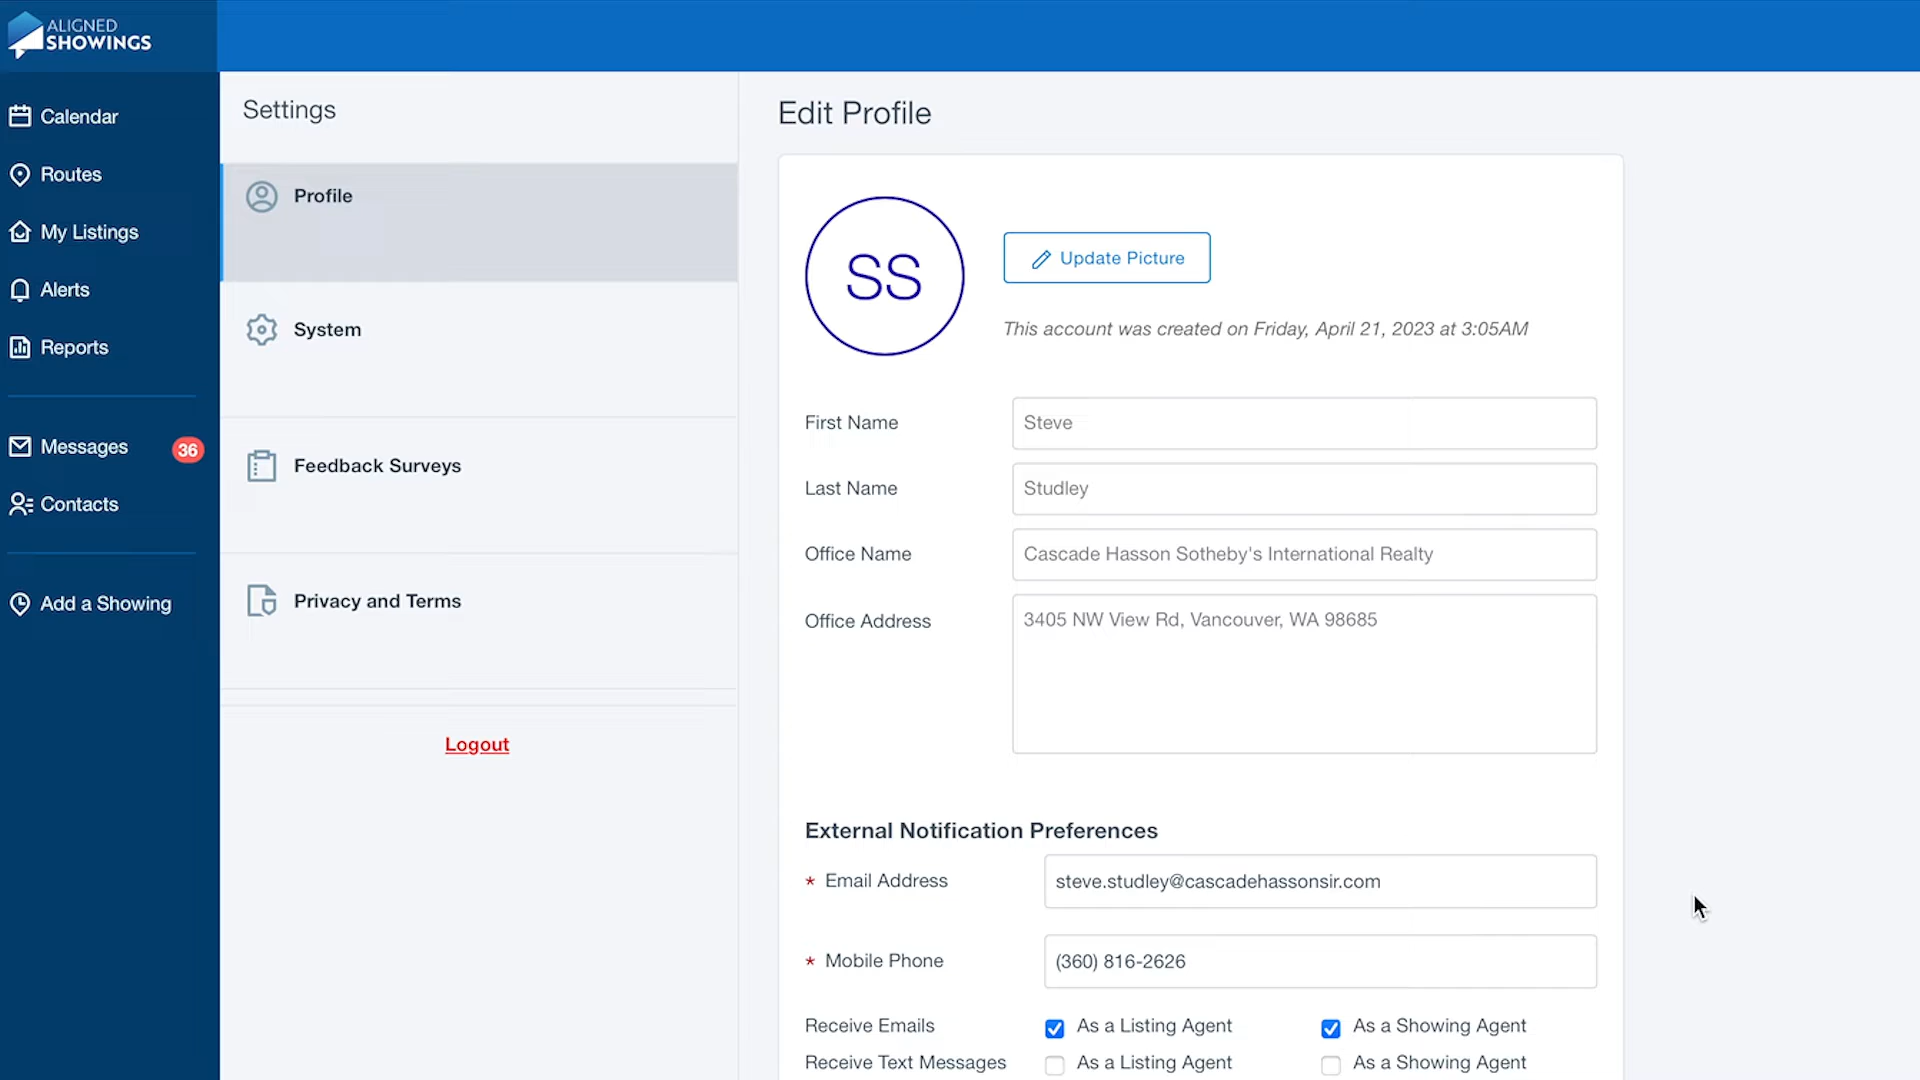 ALIGNED
SHOWINGS
Calendar
Routes
My Listings
Alerts
Reports
Messages 36
Contacts
Add a Showing
Settings
Profile
System
Feedback Surveys
Privacy and Terms
Logout
Edit Profile
SS
Update Picture
This account was created on Friday, April 21, 2023 at 3:05AM
First Name Steve
Last Name Studley
Office Name Cascade Hasson Sotheby's International Realty
Office Address 3405 NW View Rd, Vancouver, WA 98685
External Notification Preferences
* Email Address steve.studley@cascadehassonsir.com
* Mobile Phone (360) 816-2626
Receive Emails As a Listing Agent As a Showing Agent
Receive Text Messages As a Listing Agent As a Showing Agent